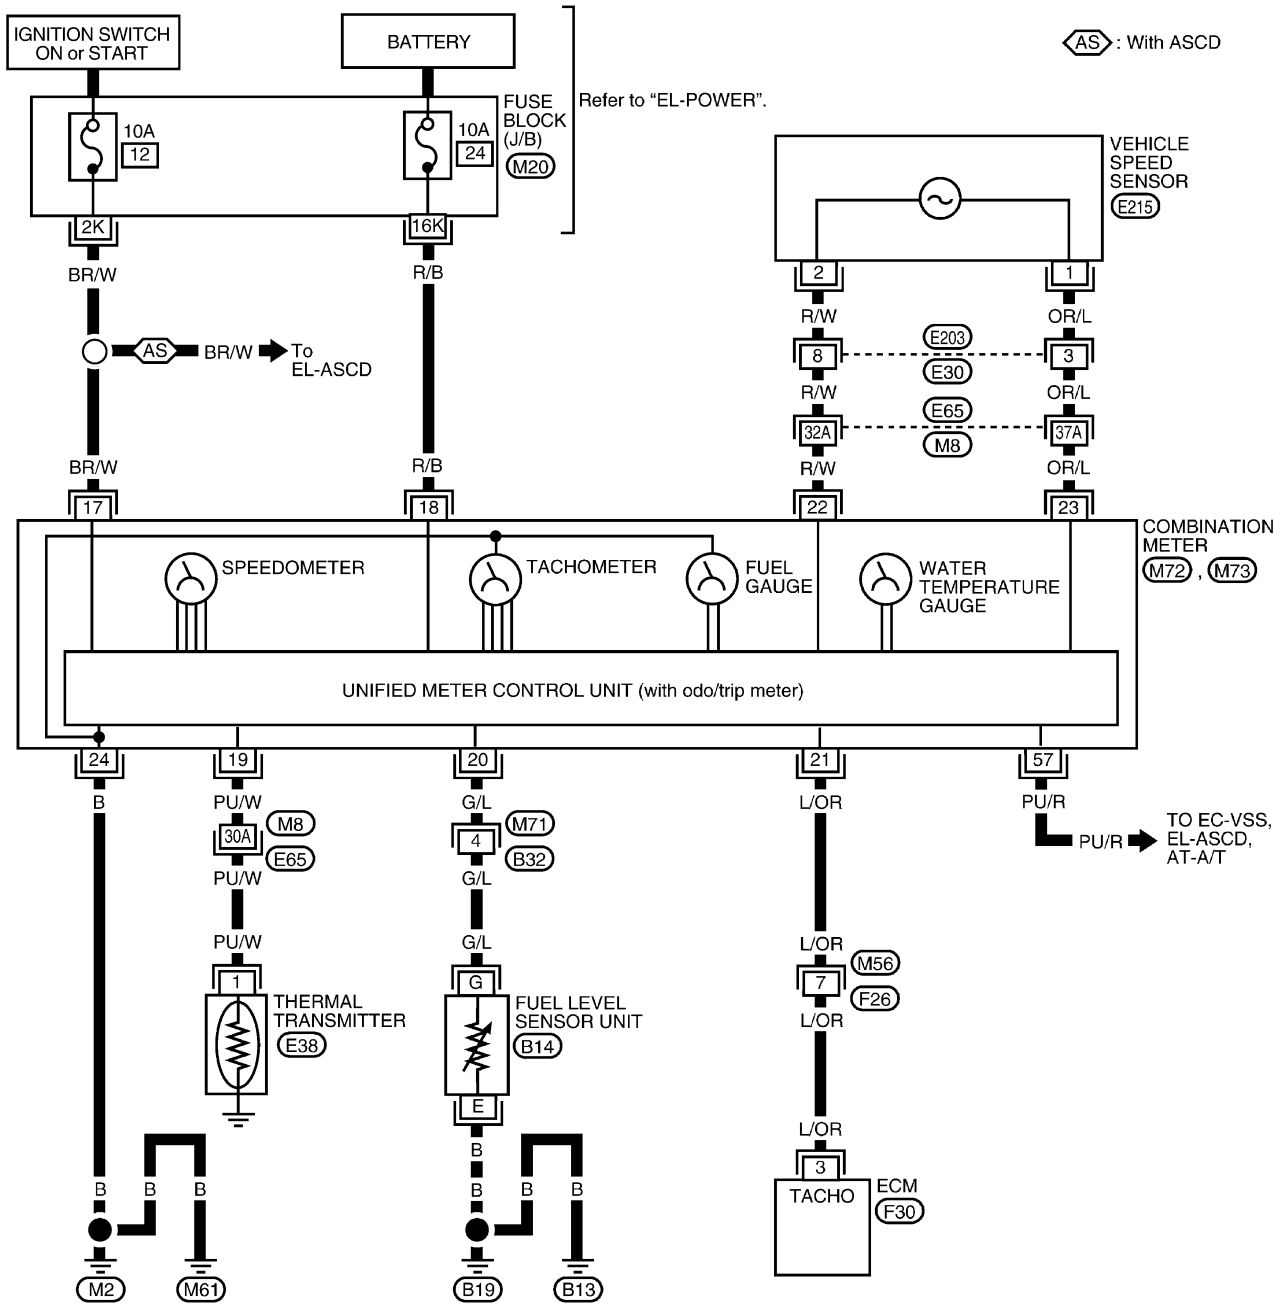 IGNITION SWITCH
ON or START
BATTERY
AS : With ASCD
Refer to “EL-POWER”.
FUSE
BLOCK
(J/B)
M20
10A
12
10A
24
2K
16K
VEHICLE
SPEED
SENSOR
E215
2
1
BR/W
R/B
R/W
OR/L
AS
BR/W
To
EL-ASCD
8
E203
E30
3
R/W
OR/L
32A
E65
M8
37A
BR/W
R/B
R/W
OR/L
17
18
22
23
COMBINATION
METER
M72 , M73
SPEEDOMETER
TACHOMETER
FUEL
GAUGE
WATER
TEMPERATURE
GAUGE
UNIFIED METER CONTROL UNIT (with odo/trip meter)
24
19
20
21
57
B
PU/W
G/L
L/OR
PU/R
30A
M8
E65
4
M71
B32
PU/R
TO EC-VSS,
EL-ASCD,
AT-A/T
PU/W
G/L
PU/W
G/L
L/OR
1
G
7
M56
F26
THERMAL
TRANSMITTER
E38
FUEL LEVEL
SENSOR UNIT
B14
L/OR
E
L/OR
B
3
B
B
B
B
B
B
TACHO
ECM
F30
M2
M61
B19
B13